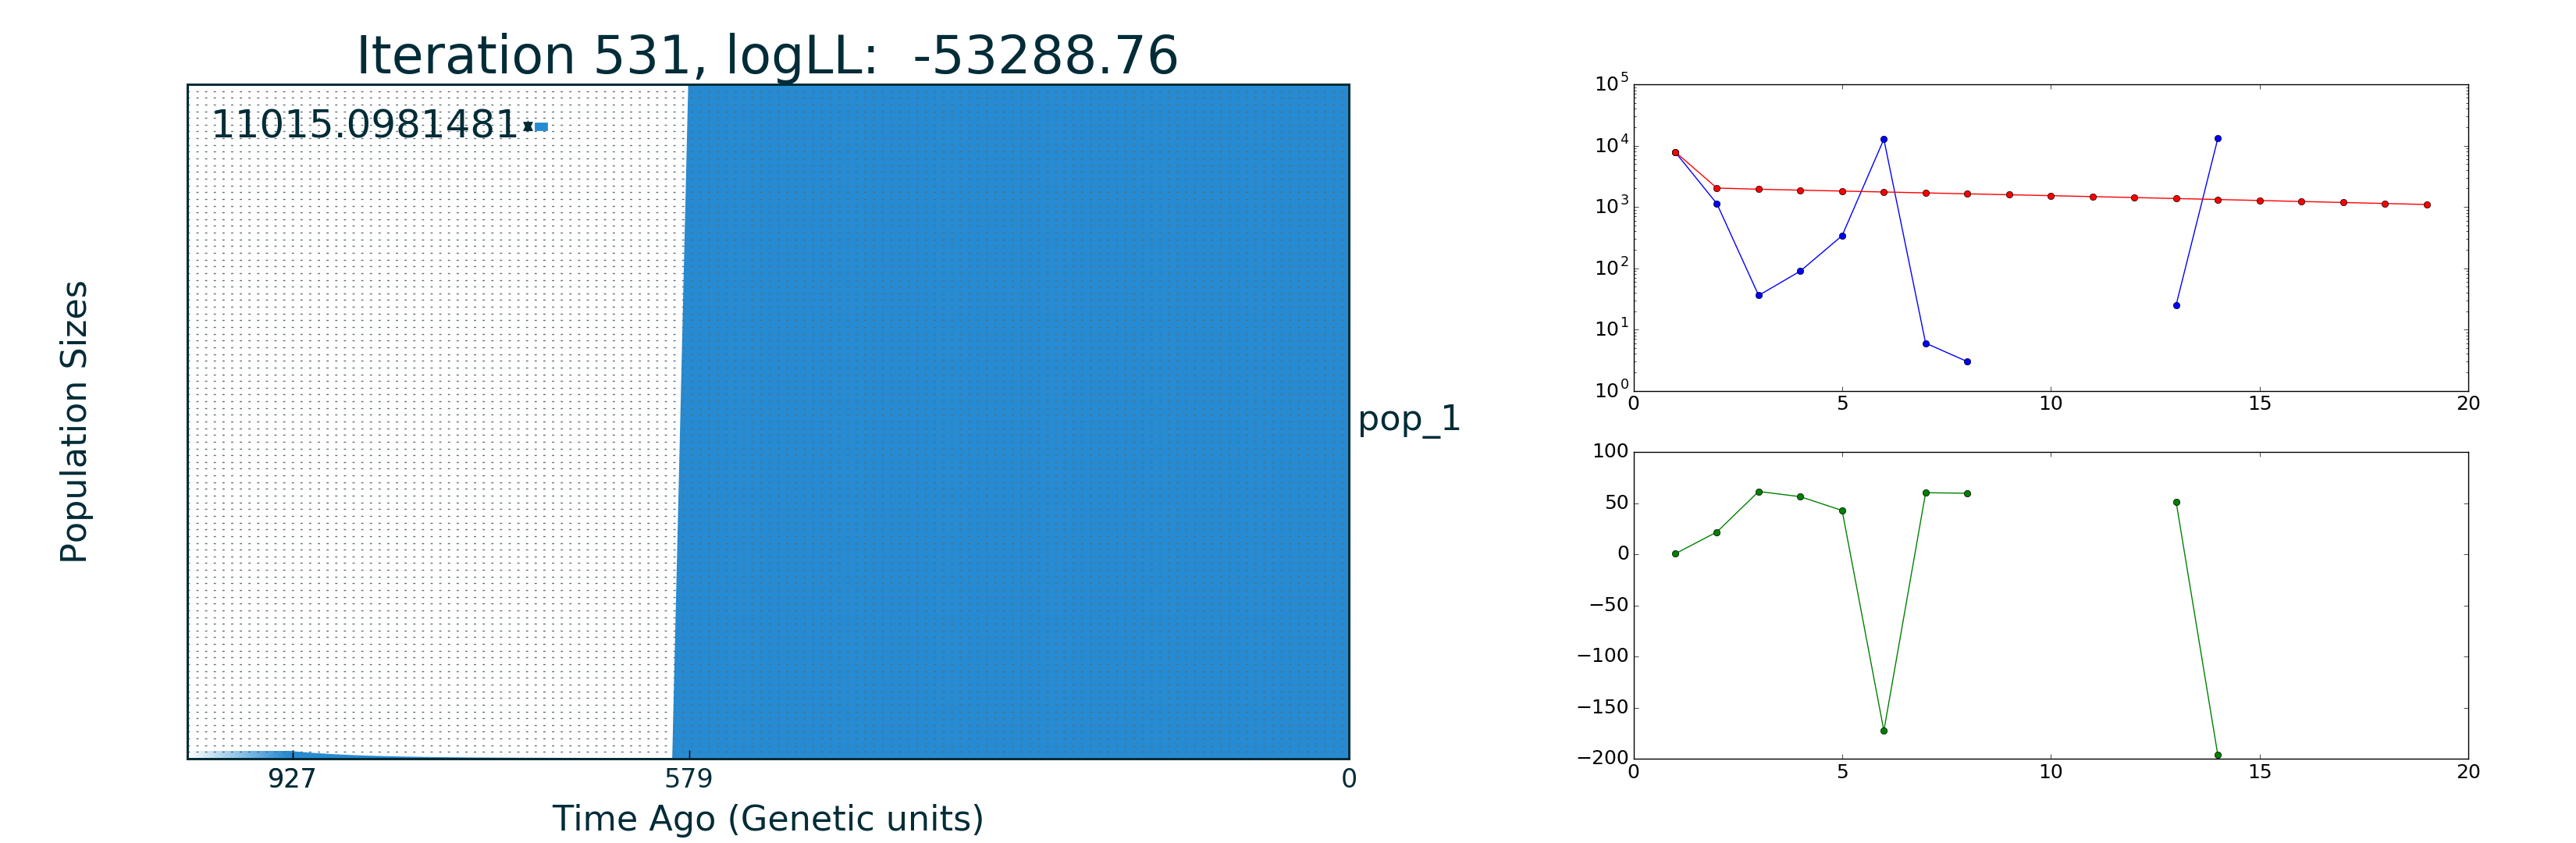 Iteration 531, logLL:  -53288.76
11015.0981481
Population Sizes
pop_1
927
579
0
Time Ago (Genetic units)
10^5
10^4
10^3
10^2
10^1
10^0
0 5 10 15 20
100
50
0
−50
−100
−150
−200
0 5 10 15 20